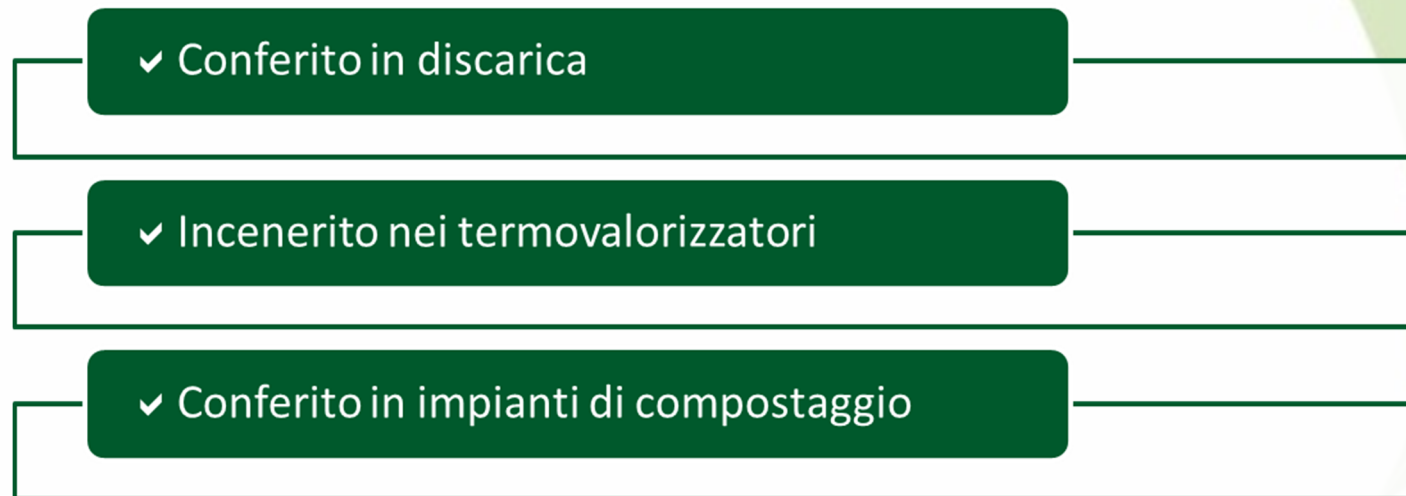 ✓ Conferito in discarica
✓ Incenerito nei termovalorizzatori
✓ Conferito in impianti di compostaggio